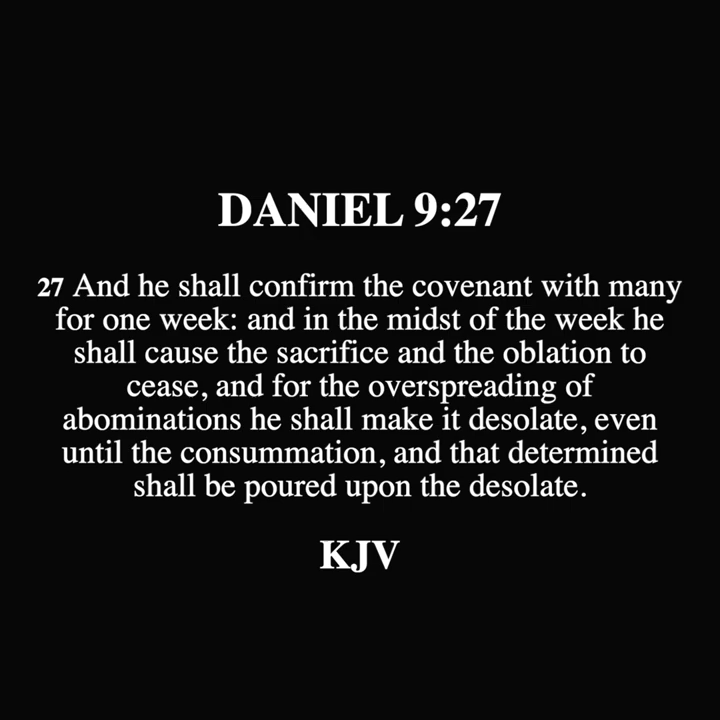 DANIEL 9:27
27 And he shall confirm the covenant with many
for one week: and in the midst of the week he
shall cause the sacrifice and the oblation to
cease, and for the overspreading of
abominations he shall make it desolate, even
until the consummation, and that determined
shall be poured upon the desolate.
KJV